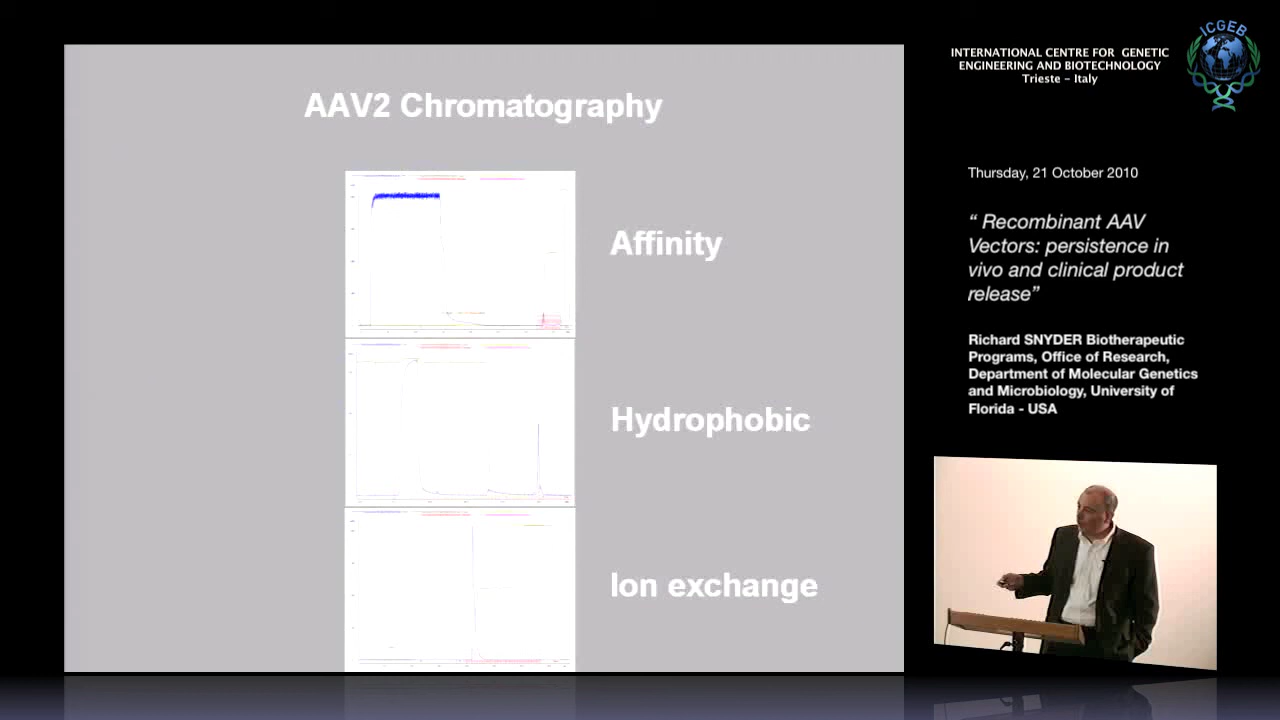 AAV2 Chromatography
Affinity
Hydrophobic
Ion exchange
INTERNATIONAL CENTRE FOR GENETIC
ENGINEERING AND BIOTECHNOLOGY
Trieste - Italy
ICGEB
Thursday, 21 October 2010
“ Recombinant AAV
Vectors: persistence in
vivo and clinical product
release”
Richard SNYDER Biotherapeutic
Programs, Office of Research,
Department of Molecular Genetics
and Microbiology, University of
Florida - USA